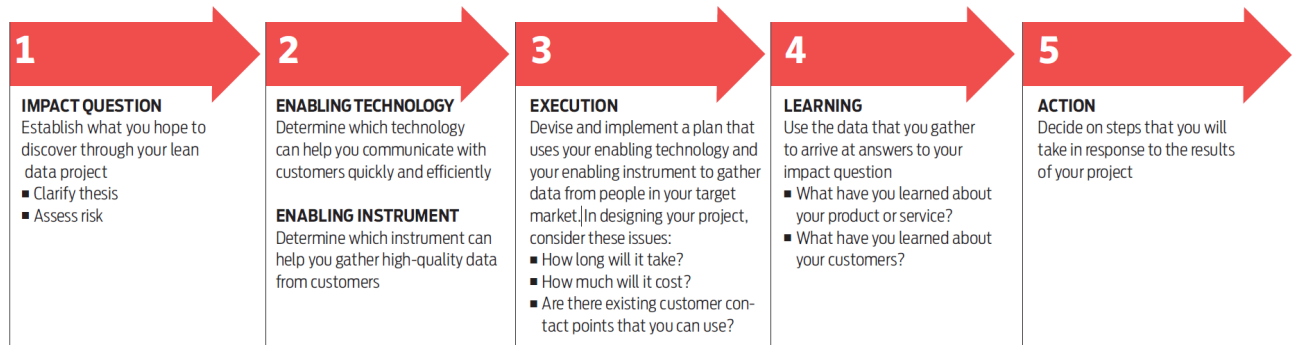 1
IMPACT QUESTION
Establish what you hope to
discover through your lean
data project
■ Clarify thesis
■ Assess risk
2
ENABLING TECHNOLOGY
Determine which technology
can help you communicate with
customers quickly and efficiently
ENABLING INSTRUMENT
Determine which instrument can
help you gather high-quality data
from customers
3
EXECUTION
Devise and implement a plan that
uses your enabling technology and
your enabling instrument to gather
data from people in your target
market. In designing your project,
consider these issues:
■ How long will it take?
■ How much will it cost?
■ Are there existing customer con-
tact points that you can use?
4
LEARNING
Use the data that you gather
to arrive at answers to your
impact question
■ What have you learned about
your product or service?
■ What have you learned about
your customers?
5
ACTION
Decide on steps that you will
take in response to the results
of your project